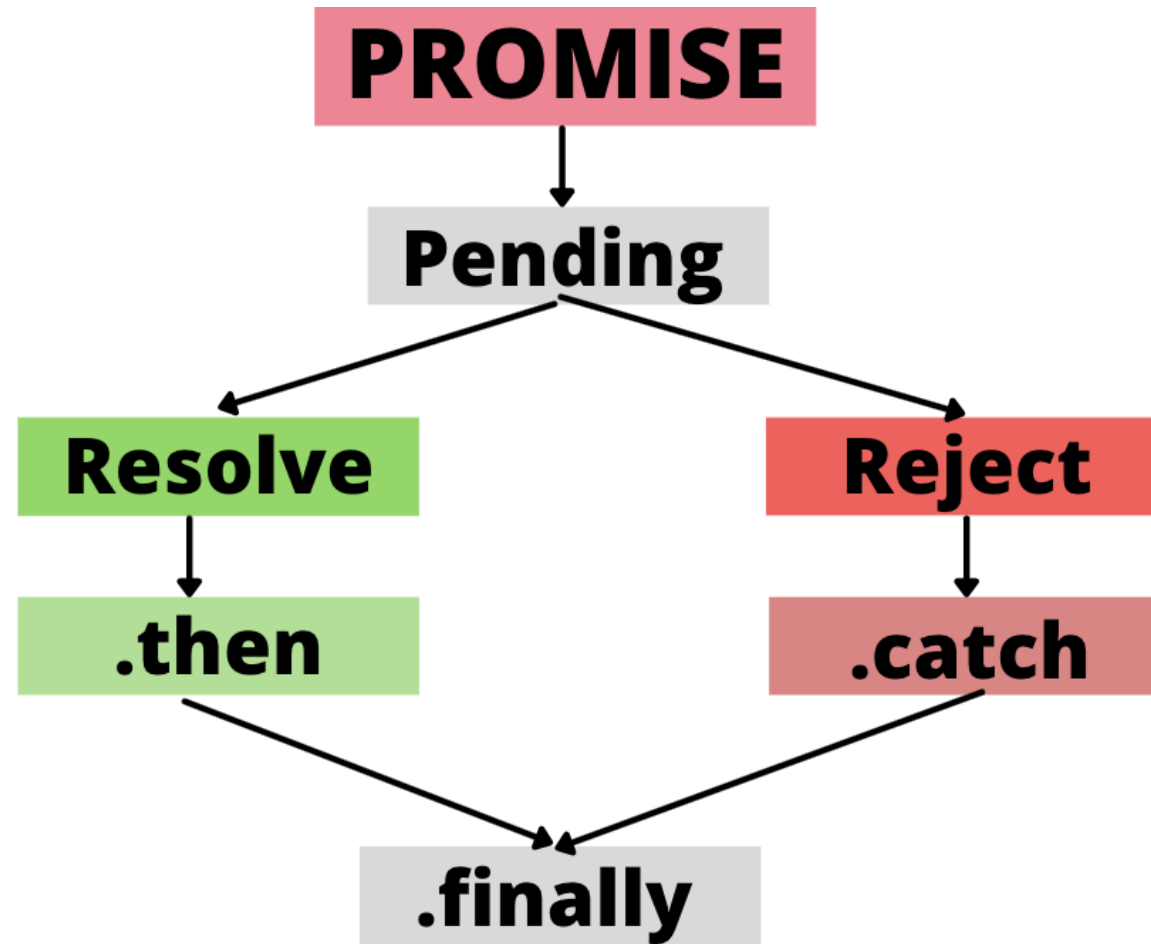 PROMISE
Pending
Resolve
Reject
.then
.catch
.finally